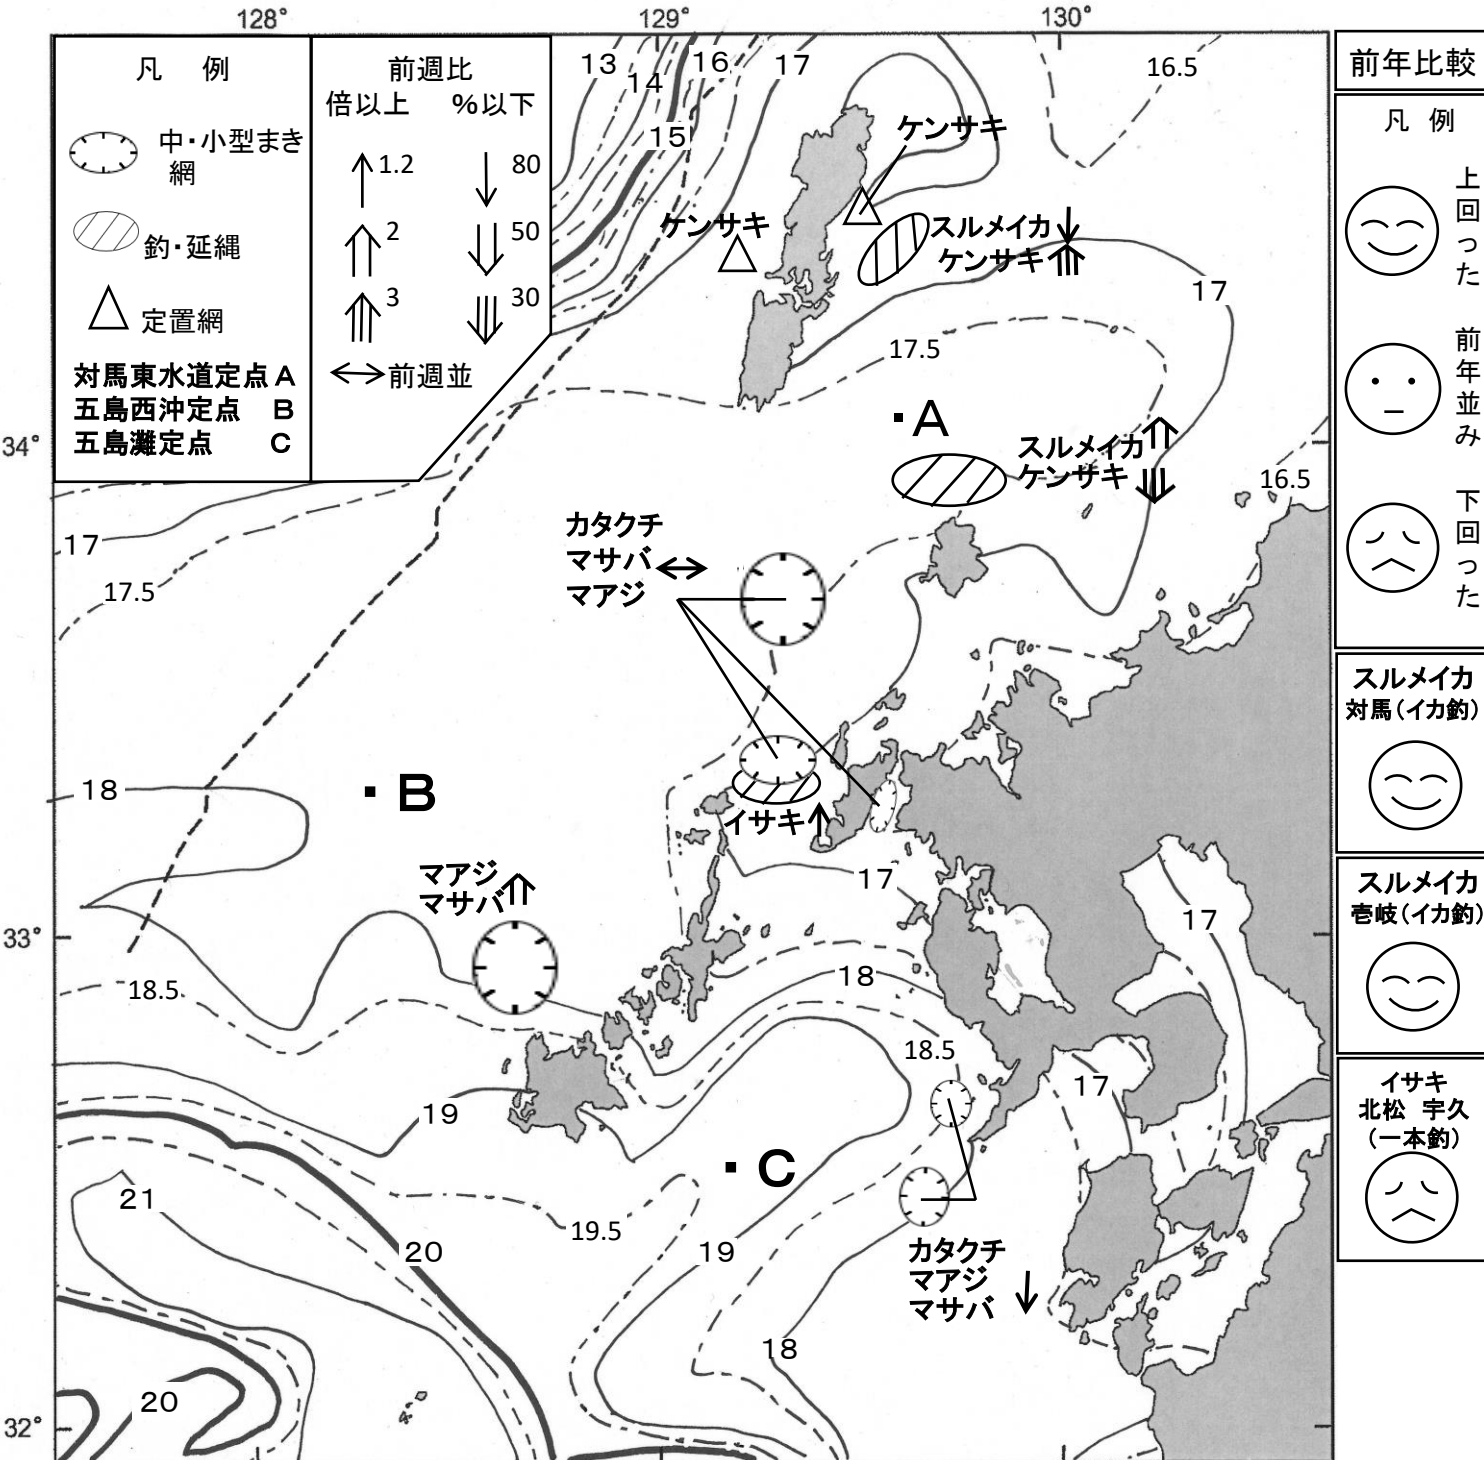 128°
129°
130°
凡 例
中・小型まき
網
釣・延縄
定置網
対馬東水道定点 A
五島西沖定点 B
五島灘定点 C
前週比
倍以上 %以下
1.2 80
2 50
3 30
前週並
13
14
15
16
17
16.5
ケンサキ
ケンサキ
スルメイカ
ケンサキ
17
17.5
34°
A
スルメイカ
ケンサキ
16.5
17
17.5
カタクチ
マサバ
マアジ
18
B
イサキ
17
マアジ
マサバ
17
33°
18.5
18
18.5
17
19
C
21
20
19.5
19
カタクチ
マアジ
マサバ
18
20
32°
前年比較
凡 例
上回った
前年並み
下回った
スルメイカ
対馬(イカ釣)
スルメイカ
壱岐(イカ釣)
イサキ
北松 宇久
(一本釣)